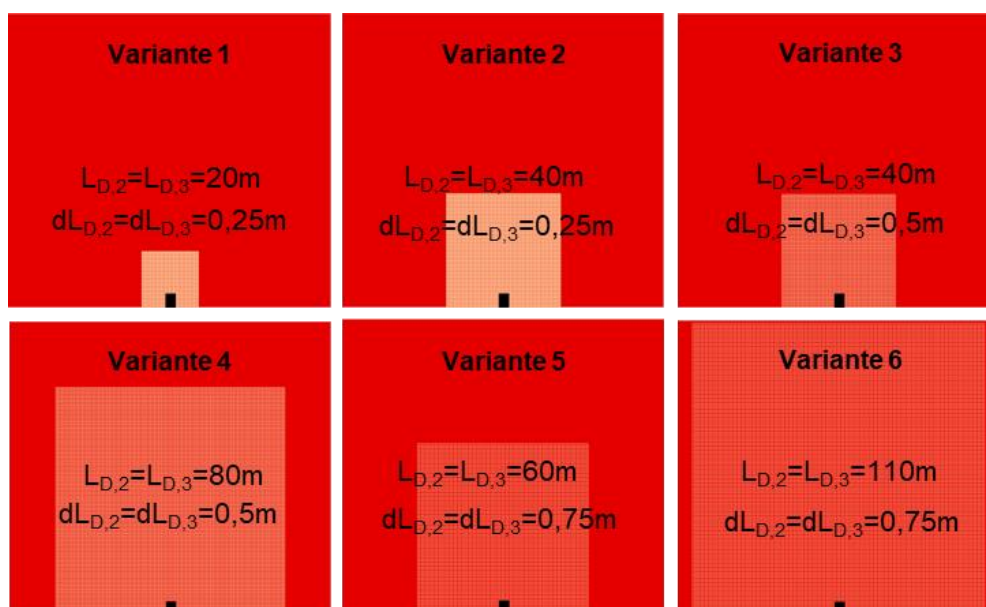 Variante 1
L_D,2=L_D,3=20m
dL_D,2=dL_D,3=0,25m
Variante 2
L_D,2=L_D,3=40m
dL_D,2=dL_D,3=0,25m
Variante 3
L_D,2=L_D,3=40m
dL_D,2=dL_D,3=0,5m
Variante 4
L_D,2=L_D,3=80m
dL_D,2=dL_D,3=0,5m
Variante 5
L_D,2=L_D,3=60m
dL_D,2=dL_D,3=0,75m
Variante 6
L_D,2=L_D,3=110m
dL_D,2=dL_D,3=0,75m